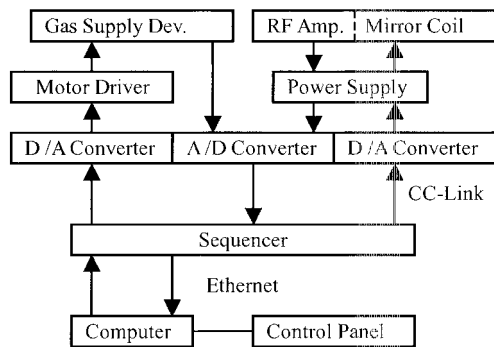 Gas Supply Dev.
RF Amp. Mirror Coil
Motor Driver
Power Supply
D/A Converter
A/D Converter
D/A Converter
CC-Link
Sequencer
Ethernet
Computer
Control Panel